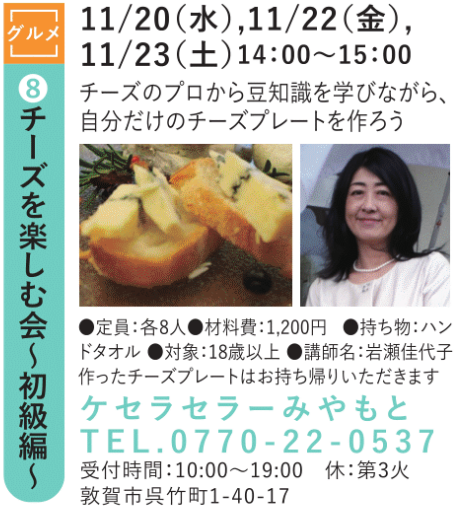 グルメ
❽チーズを楽しむ会〜初級編〜
11/20（水）,11/22（金）,
11/23（土）14：00〜15：00
チーズのプロから豆知識を学びながら、
自分だけのチーズプレートを作ろう
●定員：各8人●材料費：1,200円　●持ち物：ハン
ドタオル ●対象：18歳以上 ●講師名：岩瀬佳代子
作ったチーズプレートはお持ち帰りいただきます
ケセラセラーみやもと
TEL.0770-22-0537
受付時間：10:00〜19:00　休：第3火
敦賀市呉竹町1-40-17